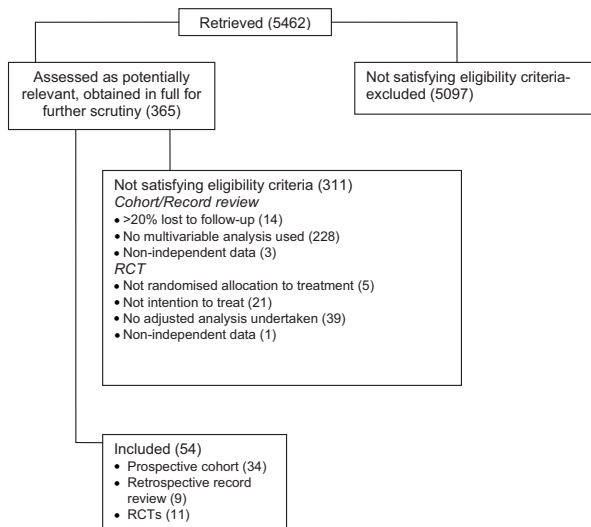 Retrieved (5462)
Assessed as potentially
relevant, obtained in full for
further scrutiny (365)
Not satisfying eligibility criteria-
excluded (5097)
Not satisfying eligibility criteria (311)
Cohort/Record review
• >20% lost to follow-up (14)
• No multivariable analysis used (228)
• Non-independent data (3)
RCT
• Not randomised allocation to treatment (5)
• Not intention to treat (21)
• No adjusted analysis undertaken (39)
• Non-independent data (1)
Included (54)
• Prospective cohort (34)
• Retrospective record
review (9)
• RCTs (11)